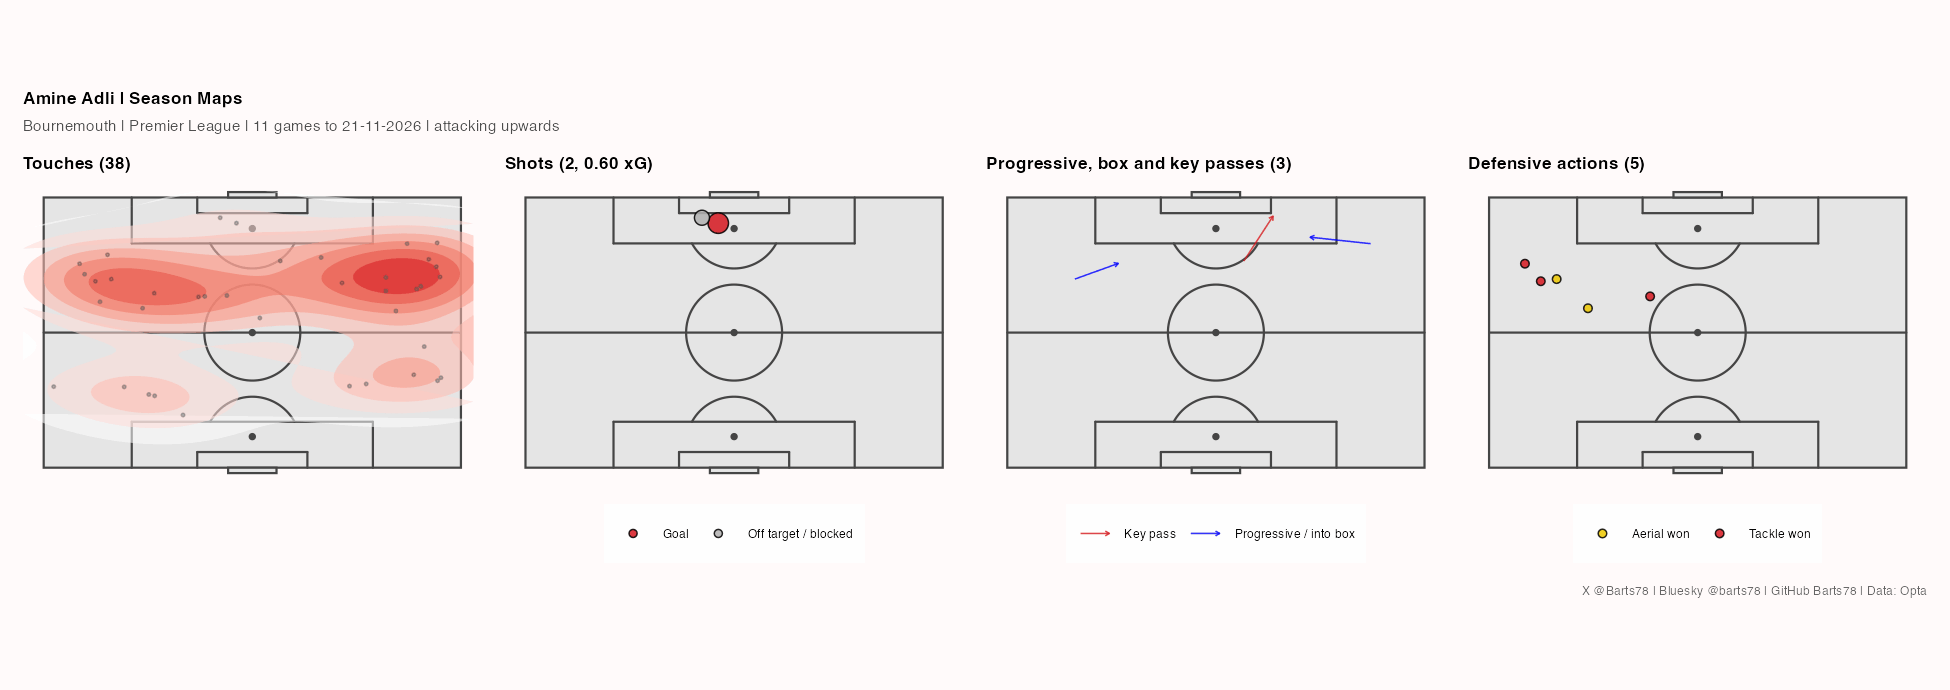 Amine Adli | Season Maps
Bournemouth | Premier League | 11 games to 21-11-2026 | attacking upwards
Touches (38)
Shots (2, 0.60 xG)
Progressive, box and key passes (3)
Defensive actions (5)
Goal
Off target / blocked
Key pass
Progressive / into box
Aerial won
Tackle won
X @Barts78 | Bluesky @barts78 | GitHub Barts78 | Data: Opta